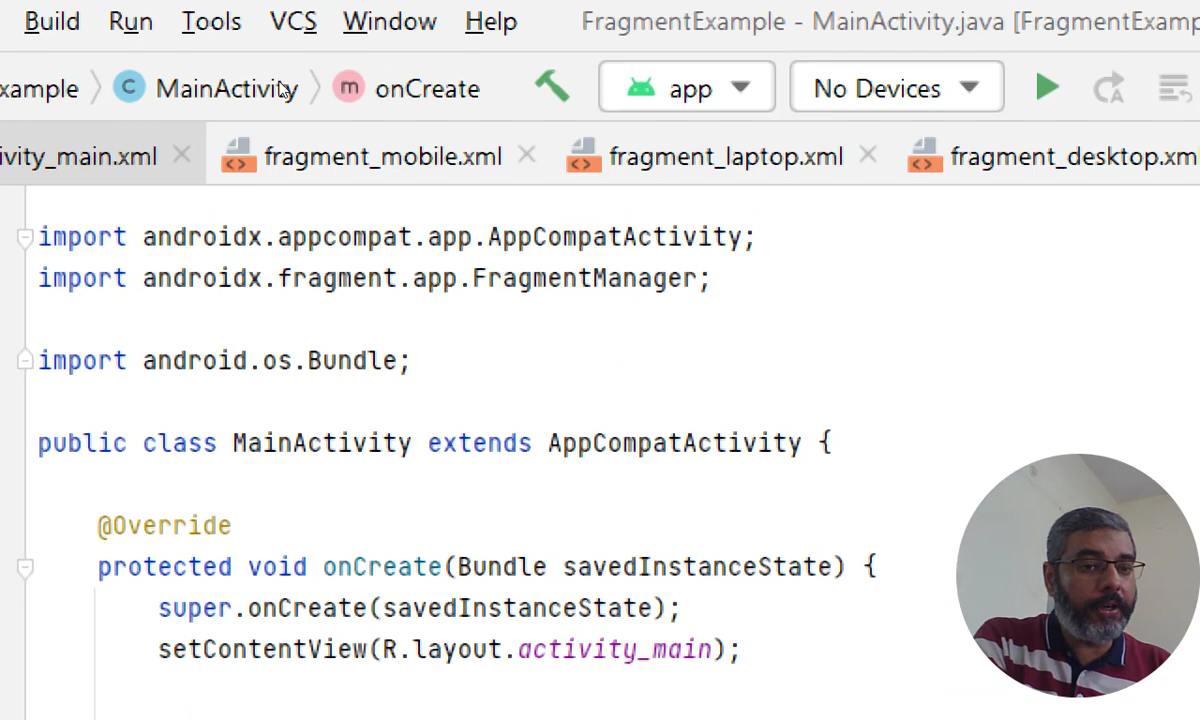 Build Run Tools VCS Window Help FragmentExample - MainActivity.java [FragmentExamp
xample MainActivity m onCreate app No Devices
ivity_main.xml fragment_mobile.xml fragment_laptop.xml fragment_desktop.xml
import androidx.appcompat.app.AppCompatActivity;
import androidx.fragment.app.FragmentManager;
import android.os.Bundle;
public class MainActivity extends AppCompatActivity {
@Override
protected void onCreate(Bundle savedInstanceState) {
super.onCreate(savedInstanceState);
setContentView(R.layout.activity_main);